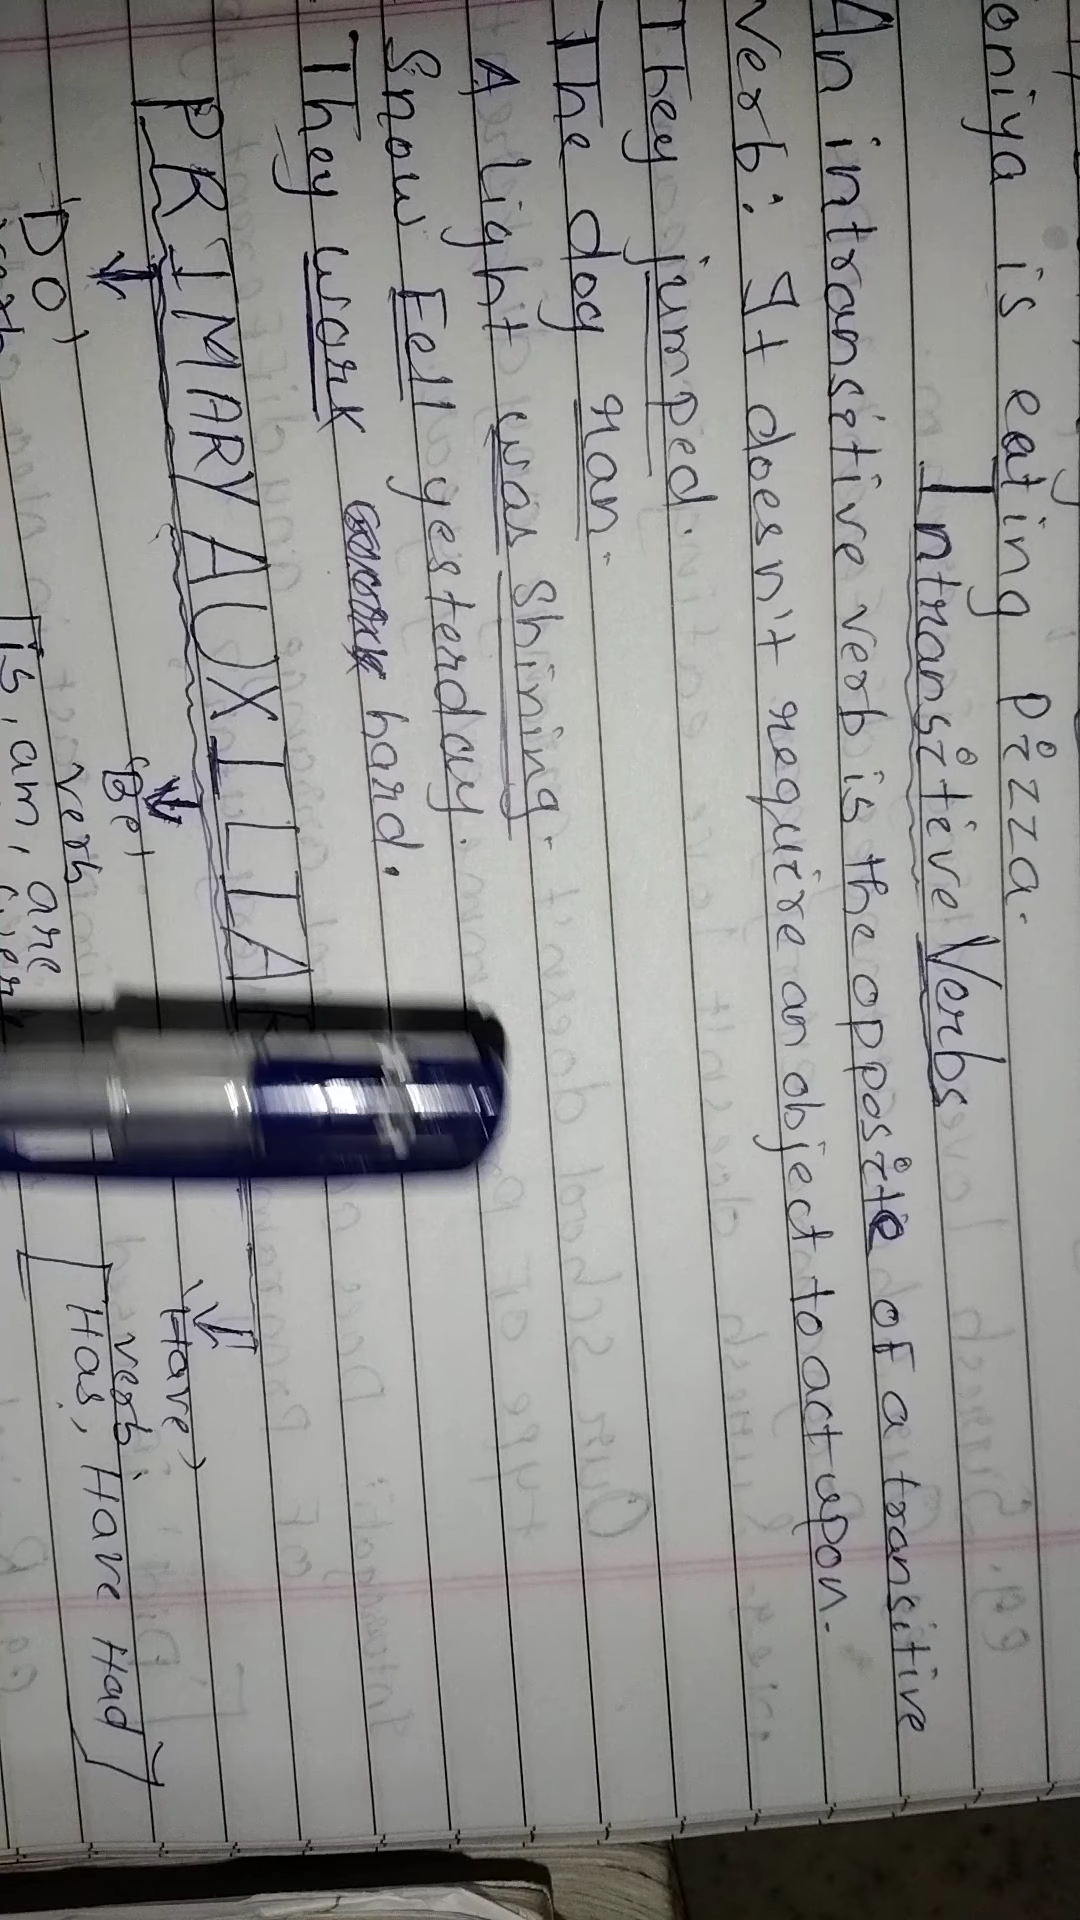 oniya is eating pizza.
Intransitive Verbs
An intransitive verb is the opposite of a transitive
verb. It doesn't require an object to act upon.
They jumped.
The dog ran.
A light was shining.
Snow Fell yesterday.
They work hard.
PRIMARY AUXILIA
'Do' 'Be' 'Have'
verb verb
Is, am, are [Has, Have Had]